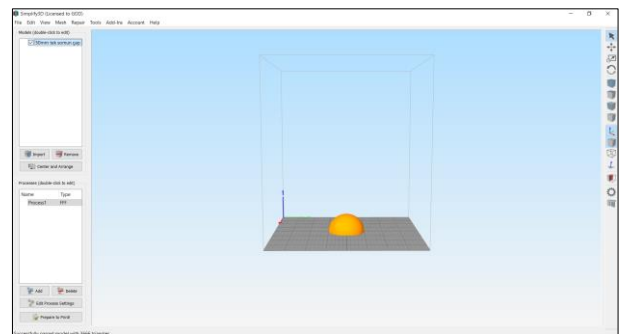 Simplify3D (Licensed to GOD)
File Edit View Mesh Repair Tools Add-Ins Account Help
Models (double-click to edit)
Import Remove
Center and Arrange
Processes (double-click to edit)
Name Type
Process1 FFF
Add Delete
Edit Process Settings
Prepare to Print!